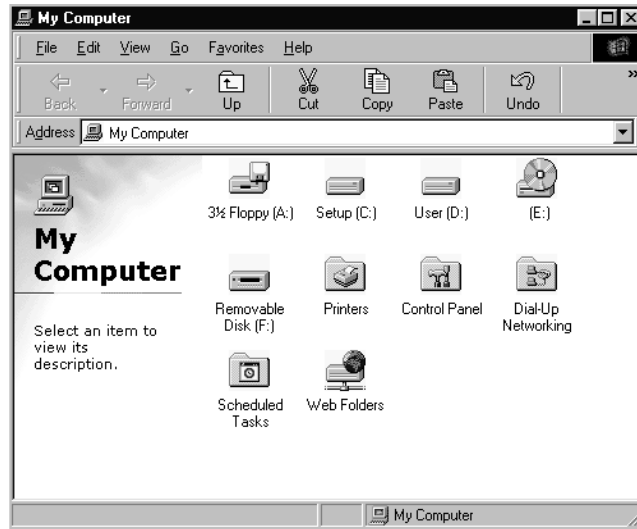 My Computer
File Edit View Go Favorites Help
Back Forward Up Cut Copy Paste Undo »
Address My Computer
My
Computer
Select an item to
view its
description.
3½ Floppy (A:) Setup (C:) User (D:) (E:)
Removable Disk (F:) Printers Control Panel Dial-Up Networking
Scheduled Tasks Web Folders
My Computer